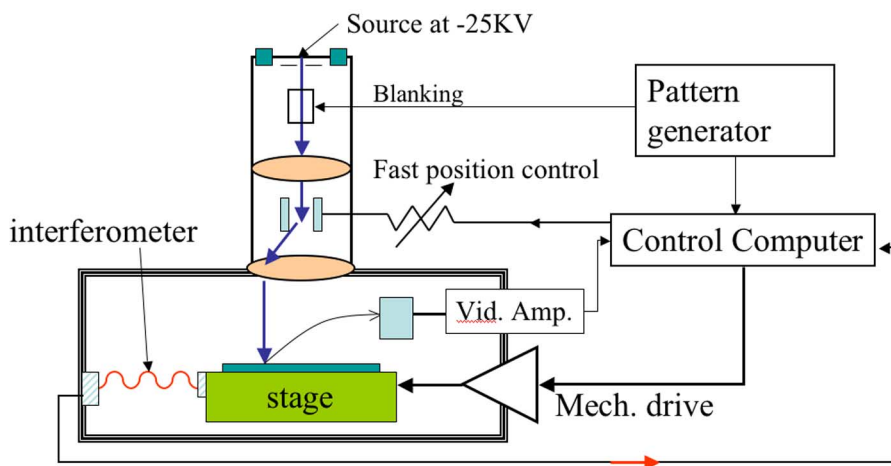 Source at -25KV
Blanking
Pattern
generator
Fast position control
interferometer
Control Computer
Vid. Amp.
stage
Mech. drive